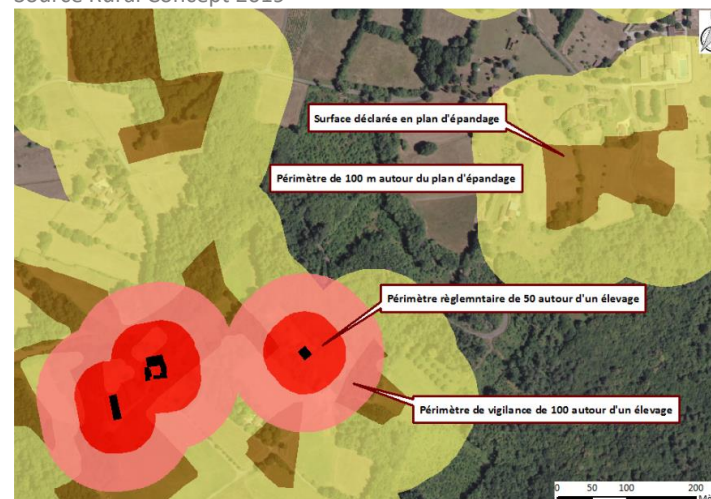 Source Rural Concept 2019
Surface déclarée en plan d'épandage
Périmètre de 100 m autour du plan d'épandage
Périmètre règlemntaire de 50 autour d'un élevage
Périmètre de vigilance de 100 autour d'un élevage
0 50 100 200